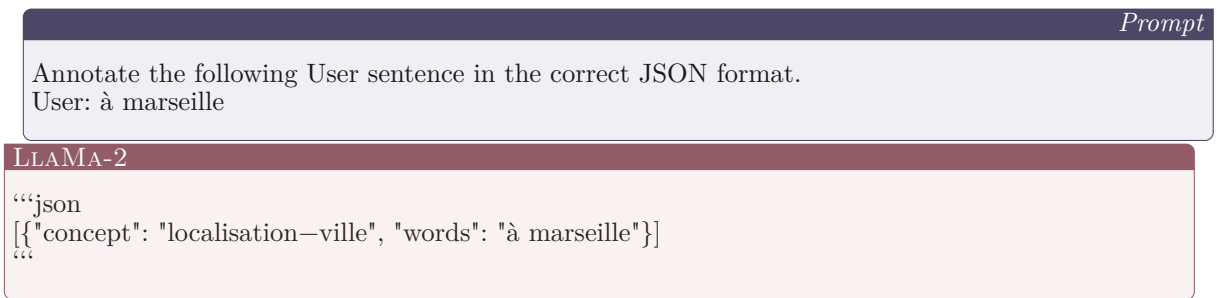 Prompt
Annotate the following User sentence in the correct JSON format.
User: à marseille
LLAMA-2
‘‘‘json
[{"concept": "localisation−ville", "words": "à marseille"}]
‘‘‘